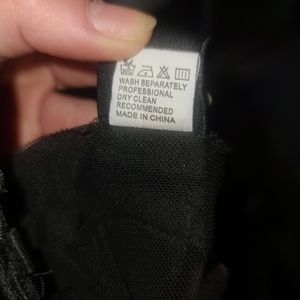 WASH SEPARATELY
PROFESSIONAL
DRY CLEAN
RECOMMENDED
MADE IN CHINA